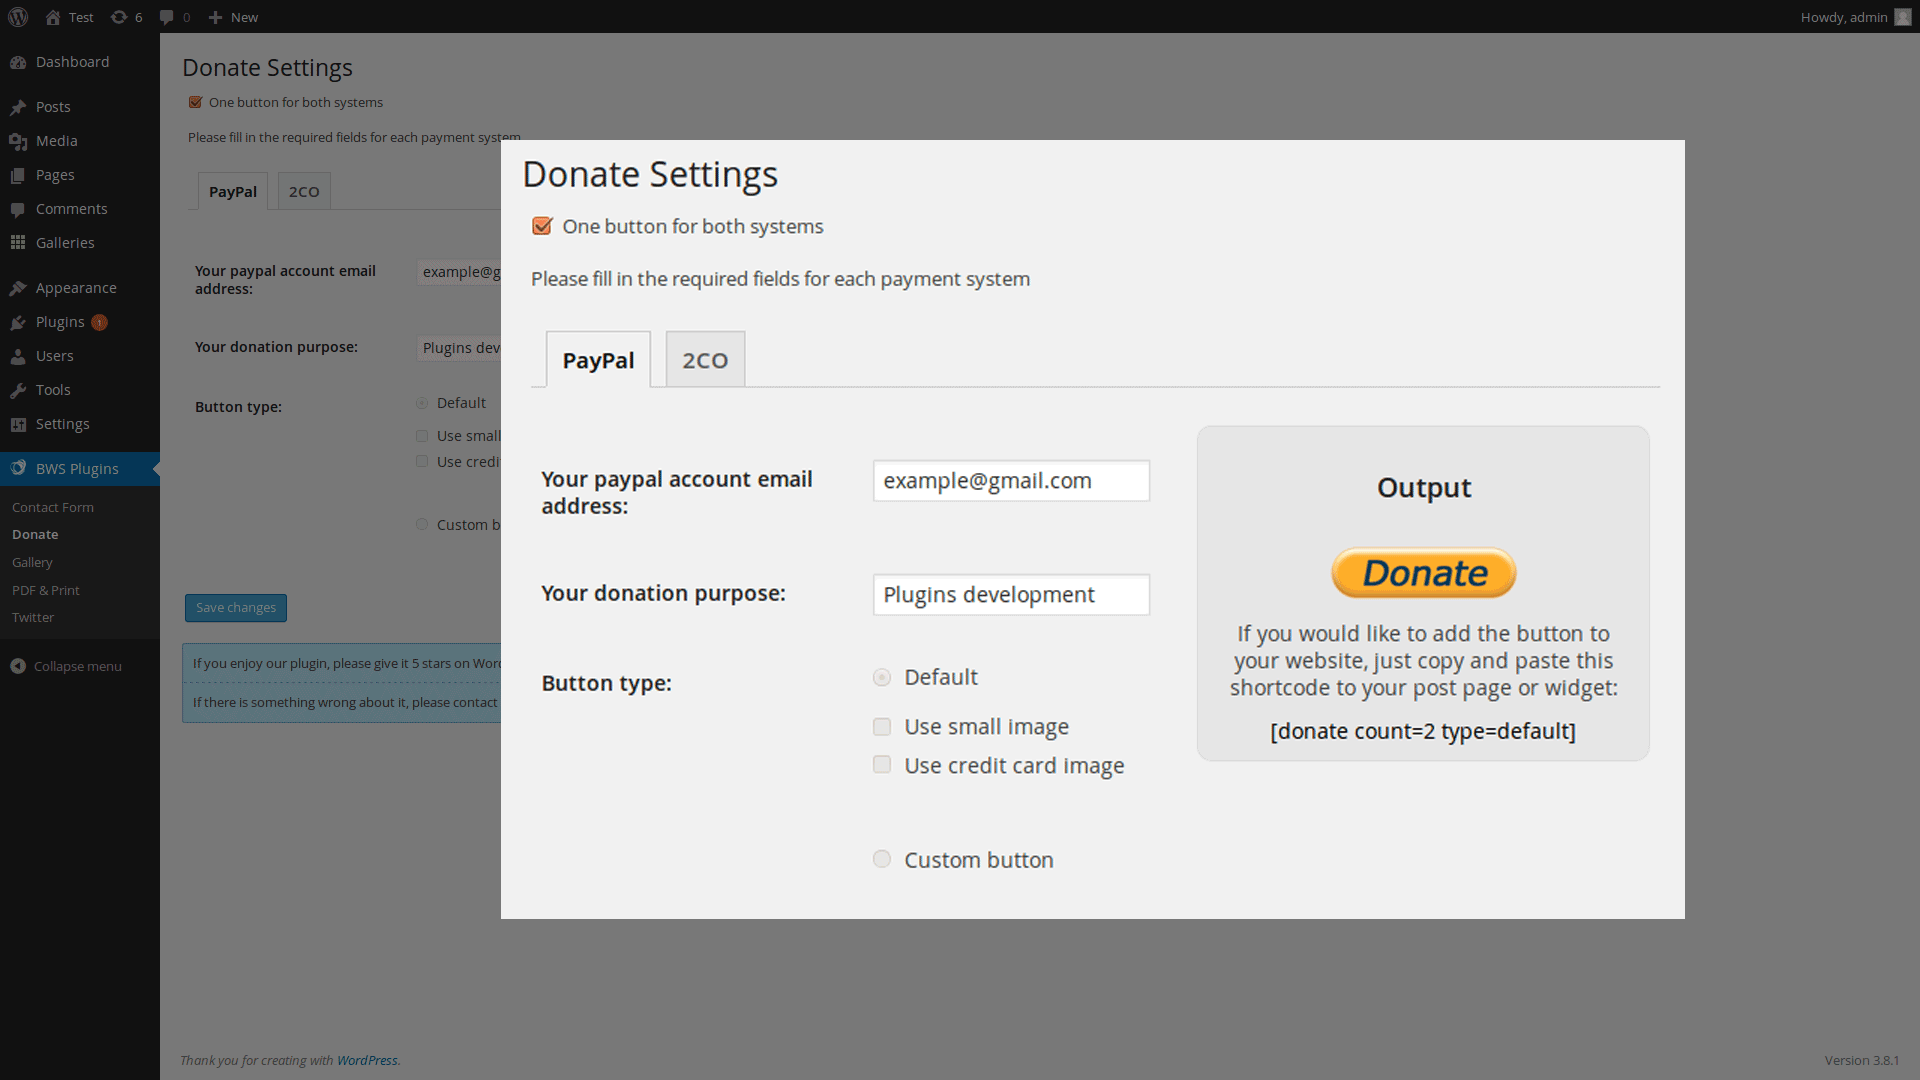 Test 6 0 New Howdy, admin
Dashboard
Posts
Media
Pages
Comments
Galleries
Appearance
Plugins 1
Users
Tools
Settings
BWS Plugins
Contact Form
Donate
Gallery
PDF & Print
Twitter
Collapse menu
Donate Settings
One button for both systems
Please fill in the required fields for each payment system
PayPal 2CO
Your paypal account email
address:
example@g
Your donation purpose:
Plugins dev
Button type:
Default
Use small
Use credi
Custom b
Save changes
If you enjoy our plugin, please give it 5 stars on Wor
If there is something wrong about it, please contact
Donate Settings
One button for both systems
Please fill in the required fields for each payment system
PayPal 2CO
Your paypal account email
address:
example@gmail.com
Your donation purpose:
Plugins development
Button type:
Default
Use small image
Use credit card image
Custom button
Output
Donate
If you would like to add the button to
your website, just copy and paste this
shortcode to your post page or widget:
[donate count=2 type=default]
Thank you for creating with WordPress.
Version 3.8.1